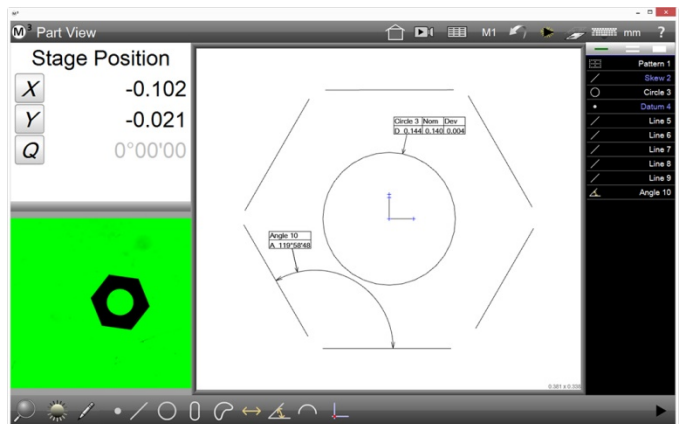 M³
M³ Part View
M1
mm
?
Stage Position
X -0.102
Y -0.021
Q 0°00'00
Circle 3 Nom Dev
D 0.144 0.140 0.004
Angle 10
A 119°58'48
Pattern 1
Skew 2
Circle 3
Datum 4
Line 5
Line 6
Line 7
Line 8
Line 9
Angle 10